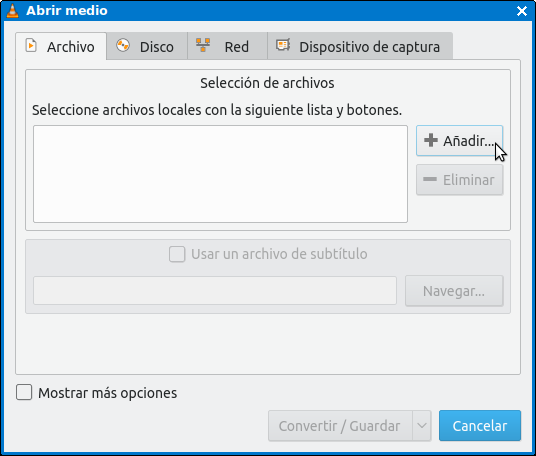 Abrir medio
Archivo Disco Red Dispositivo de captura
Selección de archivos
Seleccione archivos locales con la siguiente lista y botones.
Añadir...
Eliminar
Usar un archivo de subtítulo
Navegar...
Mostrar más opciones
Convertir / Guardar Cancelar